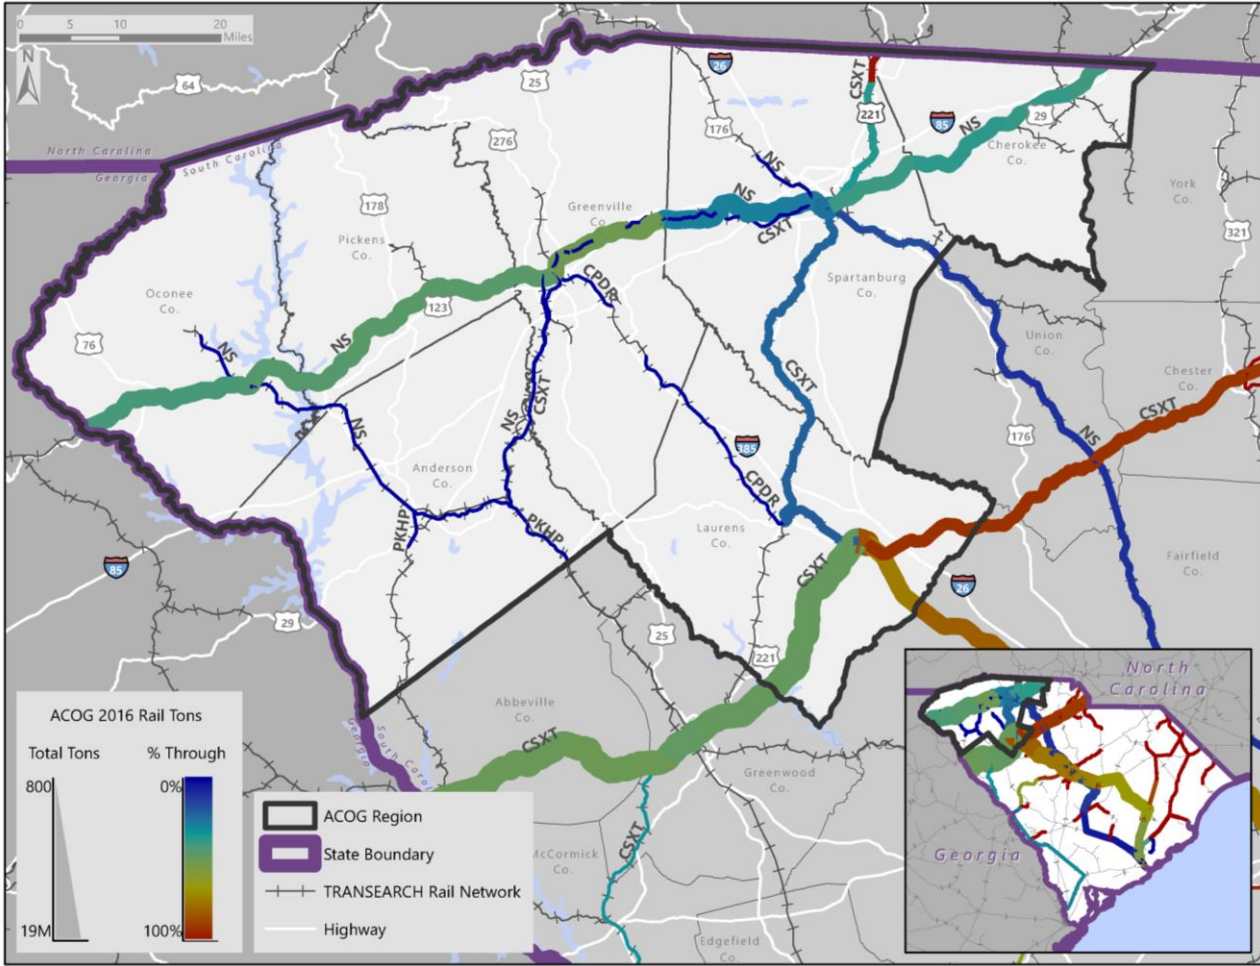 0 5 10 20
Miles
N
64
25
26
CSXT
221
85
NS
29
Cherokee
Co.
276
176
North Carolina
South Carolina
Georgia
NS
NS
CSXT
York
Co.
178
Greenville
Co.
321
Pickens
Co.
CPDR
Spartanburg
Co.
Oconee
Co.
123
76
NS
NS
Union
Co.
CSXT
Chester
Co.
CSXT
CSXT
NS
NS
385
176
NS
Anderson
Co.
CPDR
PKHP
PKHP
Laurens
Co.
CSXT
Fairfield
Co.
85
26
29
25
221
Abbeville
Co.
CSXT
Georgia
Greenwood
Co.
CSXT
McCormick
Co.
Edgefield
Co.
ACOG 2016 Rail Tons
Total Tons % Through
800 0%
19M 100%
ACOG Region
State Boundary
TRANSEARCH Rail Network
Highway
North
Carolina
Georgia